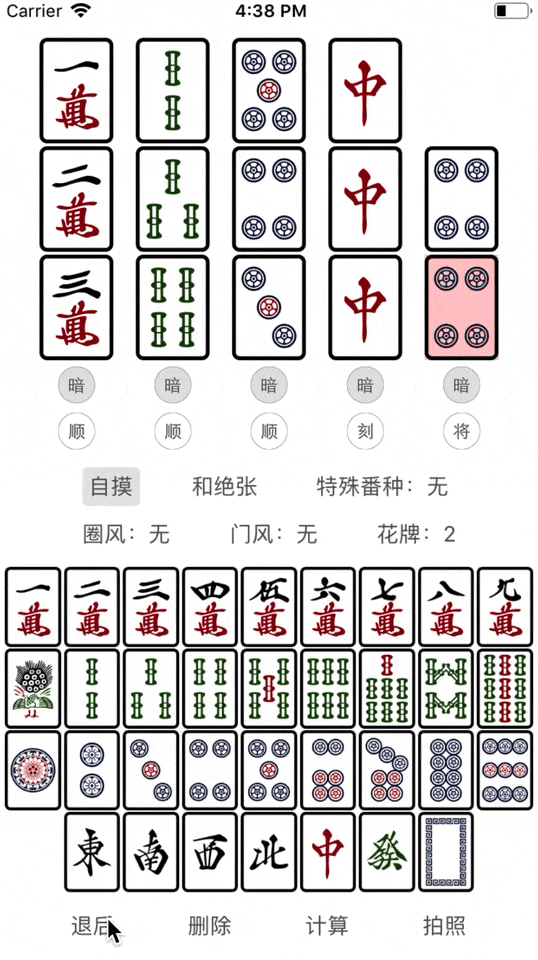 Carrier 4:38 PM
一萬 中
二萬 中
三萬 中
暗 暗 暗 暗 暗
顺 顺 顺 刻 将
自摸 和绝张 特殊番种：无
圈风：无 门风：无 花牌：2
一萬 二萬 三萬 四萬 伍萬 六萬 七萬 八萬 九萬
東 南 西 北 中 發
退后 删除 计算 拍照